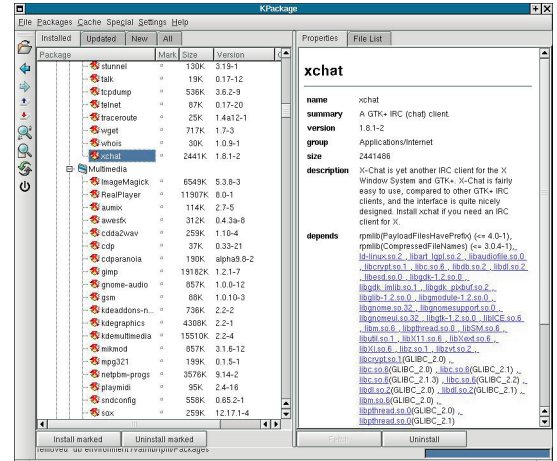 KPackage
File Packages Cache Special Settings Help
Installed Updated New All
Package Mark Size Version
stunnel 130K 3.19-1
talk 19K 0.17-12
tcpdump 536K 3.6.2-9
telnet 87K 0.17-20
traceroute 25K 1.4a12-1
wget 717K 1.7-3
whois 30K 1.0.9-1
xchat 2441K 1.8.1-2
Multimedia
ImageMagick 6549K 5.3.8-3
RealPlayer 11907K 8.0-1
aumix 114K 2.7-5
awesfx 312K 0.4.3a-8
cdda2wav 259K 1.10-4
cdp 37K 0.33-21
cdparanoia 190K alpha9.8-2
gimp 19182K 1.2.1-7
gnome-audio 857K 1.0.0-12
gsm 88K 1.0.10-3
kdeaddons-n... 736K 2.2-2
kdegraphics 4308K 2.2-1
kdemultimedia 15510K 2.2-4
mikmod 857K 3.1.6-12
mpg321 199K 0.1.5-1
netpbm-progs 3576K 9.14-2
playmidi 95K 2.4-16
sndconfig 558K 0.65.2-1
sox 259K 12.17.1-4
Install marked Uninstall marked
Properties File List
xchat
name xchat
summary A GTK+ IRC (chat) client.
version 1.8.1-2
group Applications/Internet
size 2441486
description X-Chat is yet another IRC client for the X
Window System and GTK+. X-Chat is fairly
easy to use, compared to other GTK+ IRC
clients, and the interface is quite nicely
designed. Install xchat if you need an IRC
client for X.
depends rpmlib(PayloadFilesHavePrefix) (<= 4.0-1),
rpmlib(CompressedFileNames) (<= 3.0.4-1),
ld-linux.so.2 , libart_lgpl.so.2 , libaudiofile.so.0
, libcrypt.so.1 , libc.so.6 , libdb.so.2 , libdl.so.2
, libesd.so.0 , libgdk-1.2.so.0 ,
libgdk_imlib.so.1 , libgdk_pixbuf.so.2 ,
libglib-1.2.so.0 , libgmodule-1.2.so.0 ,
libgnome.so.32 , libgnomesupport.so.0 ,
libgnomeui.so.32 , libgtk-1.2.so.0 , libICE.so.6
, libm.so.6 , libpthread.so.0 , libSM.so.6 ,
libutil.so.1 , libX11.so.6 , libXext.so.6 ,
libXi.so.6 , libz.so.1 , libzvt.so.2 ,
libcrypt.so.1(GLIBC_2.0) ,
libc.so.6(GLIBC_2.0) , libc.so.6(GLIBC_2.1) ,
libc.so.6(GLIBC_2.1.3) , libc.so.6(GLIBC_2.2) ,
libdl.so.2(GLIBC_2.0) , libdl.so.2(GLIBC_2.1) ,
libm.so.6(GLIBC_2.0) ,
libpthread.so.0(GLIBC_2.0) ,
libpthread.so.0(GLIBC_2.1)
Fetch Uninstall